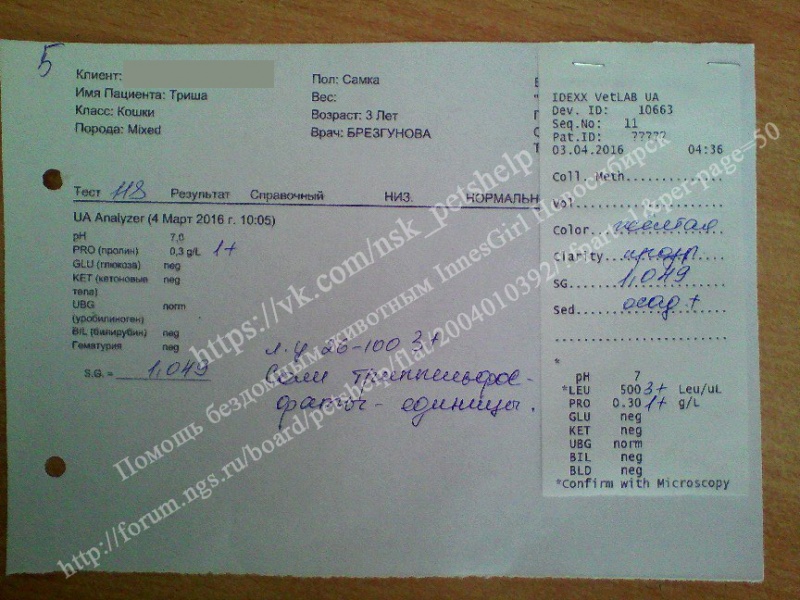 5
Клиент:
Имя Пациента: Триша
Класс: Кошки
Порода: Mixed
Пол: Самка
Вес:
Возраст: 3 Лет
Врач: БРЕЗГУНОВА
Тест 118 Результат Справочный НИЗ. НОРМАЛЬН
UA Analyzer (4 Март 2016 г. 10:05)
pH 7,0
PRO (пролин) 0,3 g/L 1+
GLU (глюкоза) neg
KET (кетоновые neg
тела)
UBG norm
(уробилиноген)
BIL (билирубин) neg
Гематурия neg
S.G. = 1,049
л.у 26-100 3+
Соли триппельфос-
фаты - единицы.
IDEXX VetLAB UA
Dev. ID: 10663
Seq.No: 11
Pat.ID: ?????
03.04.2016 04:36
Coll. Meth.......
Vol
Color....желтая
Clarity
SG....1,049
Sed....осад +
*
pH 7
*LEU 500 3+ Leu/uL
PRO 0.30 1+ g/L
GLU neg
KET neg
UBG norm
BIL neg
BLD neg
*Confirm with Microscopy
https://vk.com/nsk_petshelp
Помощь бездомным животным InnesGirl Новосибирск
http://forum.ngs.ru/board/petshelp/flat/2004010392/?fpart=1&per-page=50